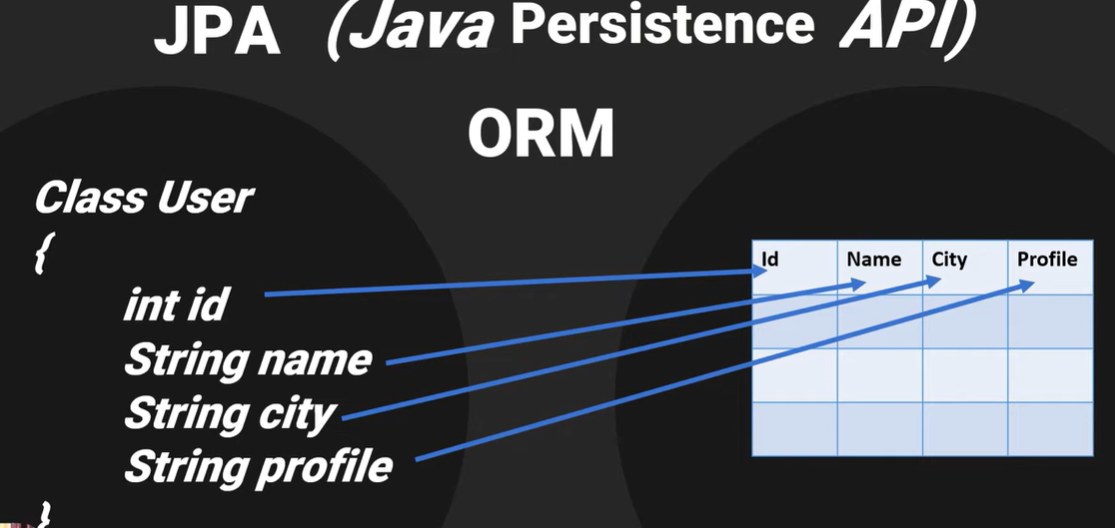 JPA (Java Persistence API)
ORM
Class User
{
int id
String name
String city
String profile
}
Id Name City Profile